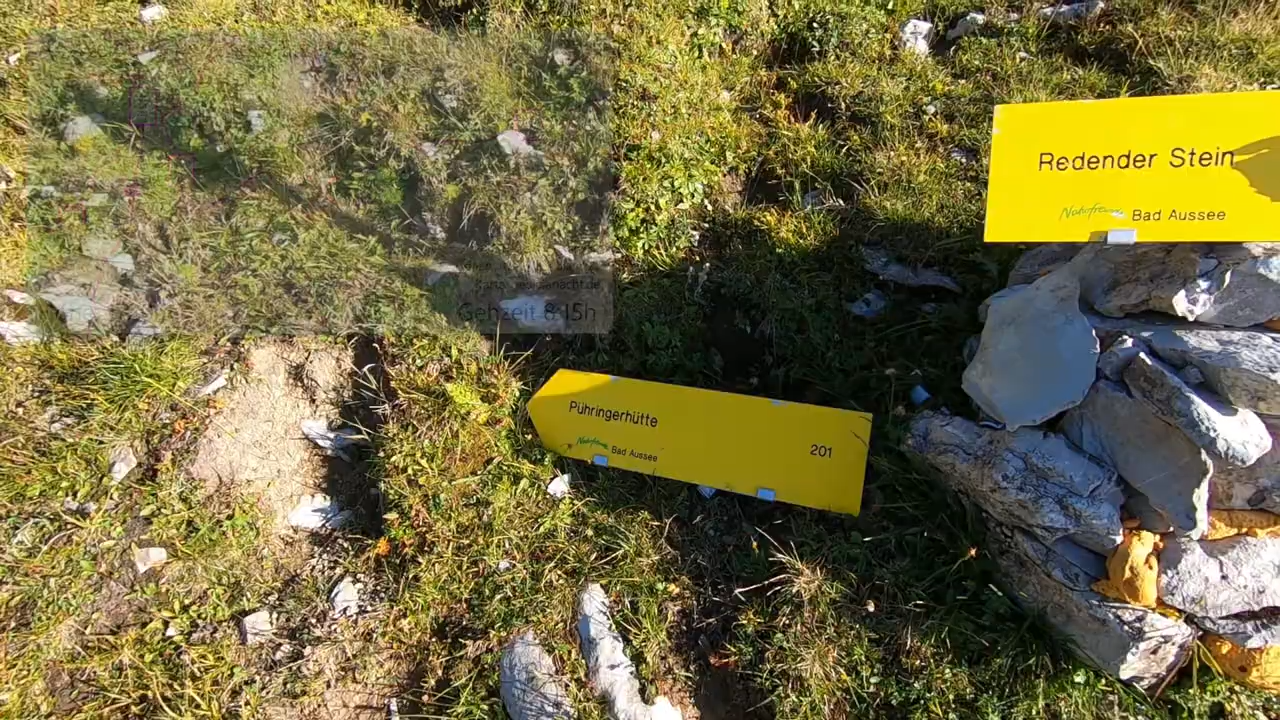 Redender Stein
Naturfreunde Bad Aussee
Gehzeit 8:15h
Pühringerhütte
201
Naturfreunde Bad Aussee